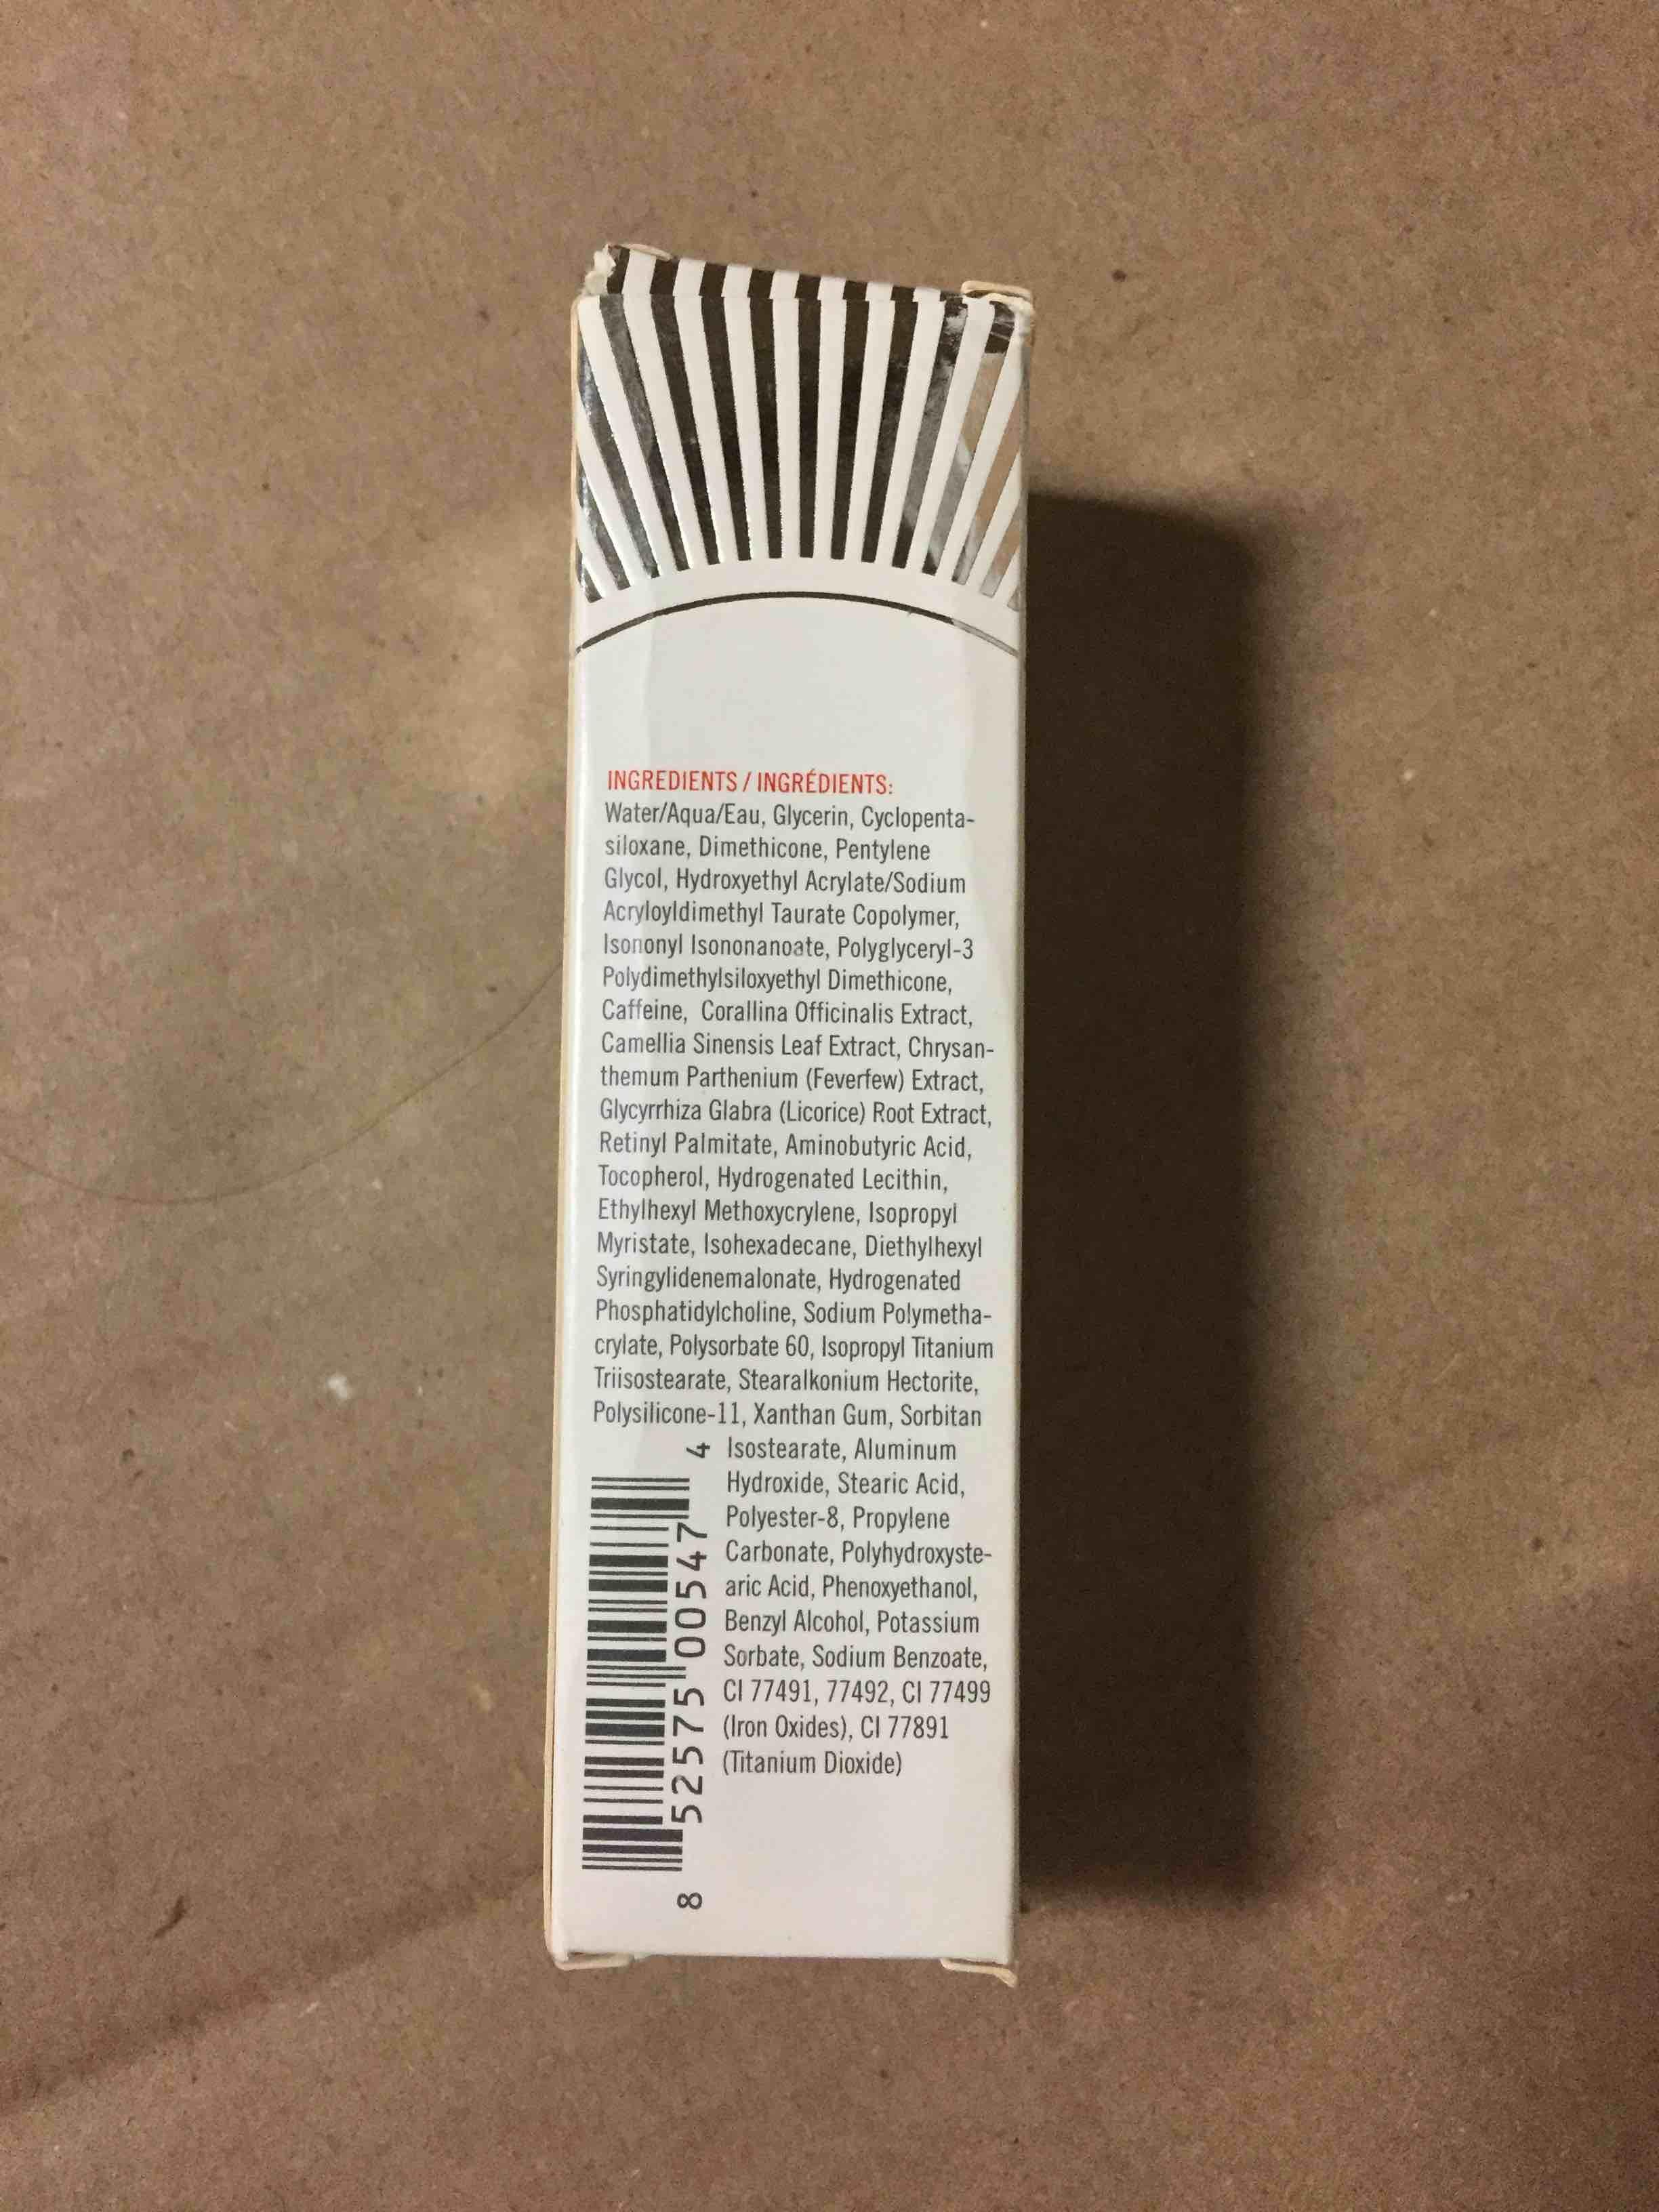 INGREDIENTS / INGRÉDIENTS:
Water/Aqua/Eau, Glycerin, Cyclopenta-
siloxane, Dimethicone, Pentylene
Glycol, Hydroxyethyl Acrylate/Sodium
Acryloyldimethyl Taurate Copolymer,
Isononyl Isononanoate, Polyglyceryl-3
Polydimethylsiloxyethyl Dimethicone,
Caffeine, Corallina Officinalis Extract,
Camellia Sinensis Leaf Extract, Chrysan-
themum Parthenium (Feverfew) Extract,
Glycyrrhiza Glabra (Licorice) Root Extract,
Retinyl Palmitate, Aminobutyric Acid,
Tocopherol, Hydrogenated Lecithin,
Ethylhexyl Methoxycrylene, Isopropyl
Myristate, Isohexadecane, Diethylhexyl
Syringylidenemalonate, Hydrogenated
Phosphatidylcholine, Sodium Polymetha-
crylate, Polysorbate 60, Isopropyl Titanium
Triisostearate, Stearalkonium Hectorite,
Polysilicone-11, Xanthan Gum, Sorbitan
Isostearate, Aluminum
Hydroxide, Stearic Acid,
Polyester-8, Propylene
Carbonate, Polyhydroxyste-
aric Acid, Phenoxyethanol,
Benzyl Alcohol, Potassium
Sorbate, Sodium Benzoate,
CI 77491, 77492, CI 77499
(Iron Oxides), CI 77891
(Titanium Dioxide)
8 52575 00547 4